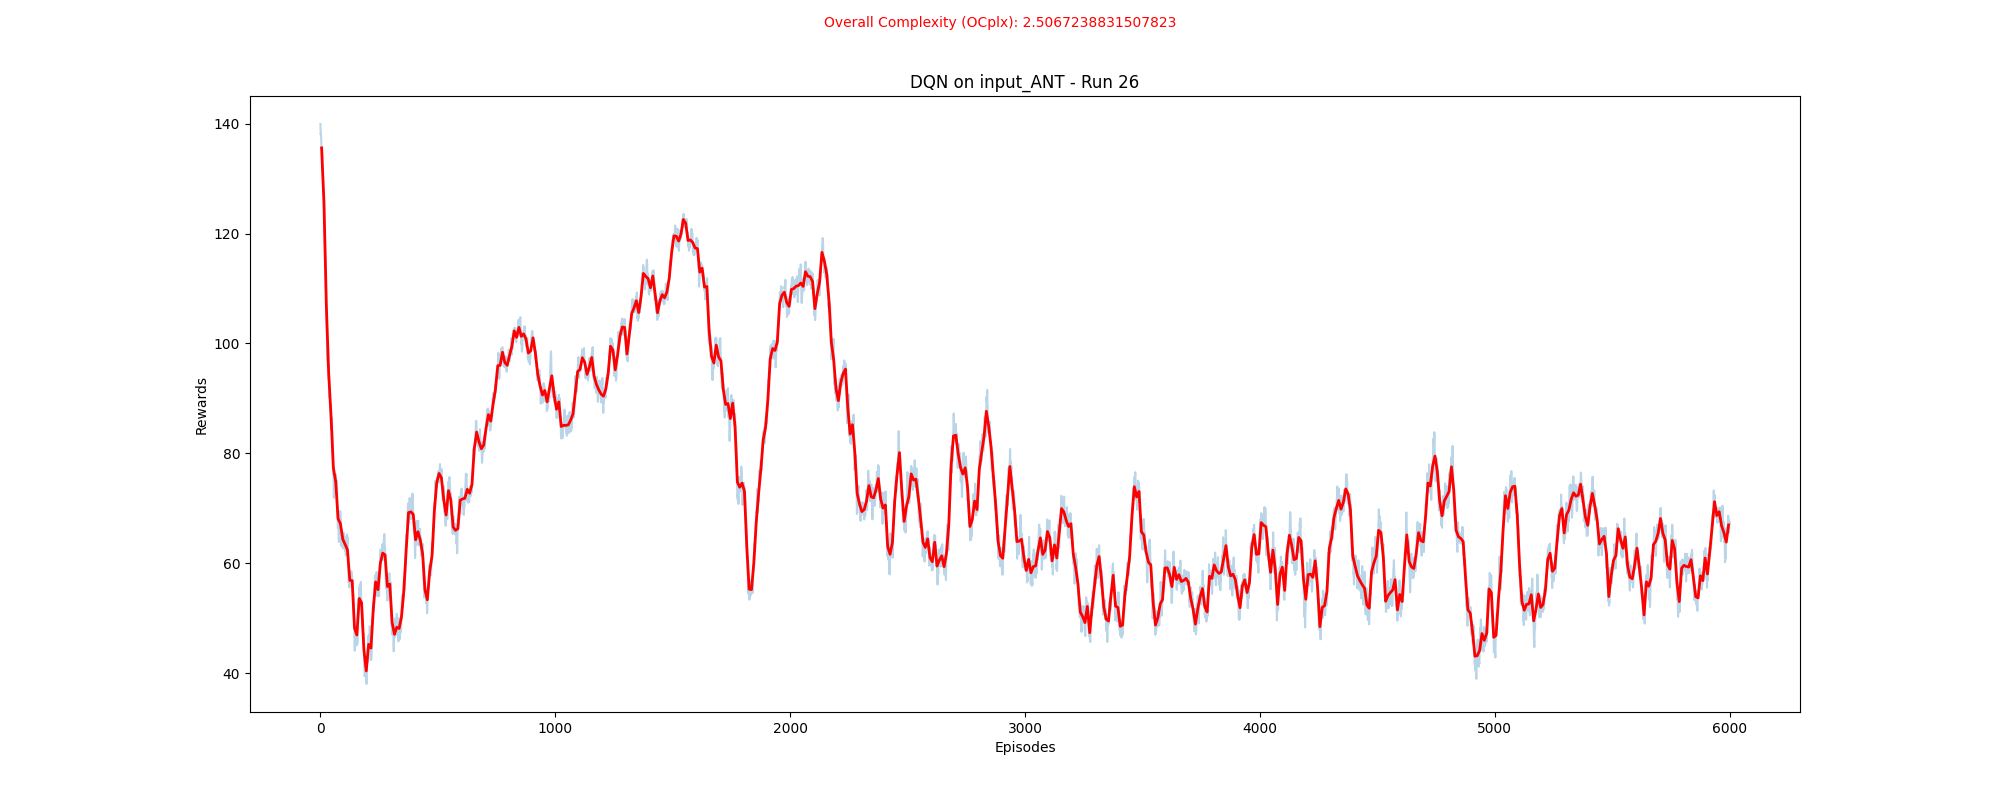 Overall Complexity (OCplx): 2.5067238831507823
DQN on input_ANT - Run 26
140
120
100
80
60
40
Rewards
0 1000 2000 3000 4000 5000 6000
Episodes